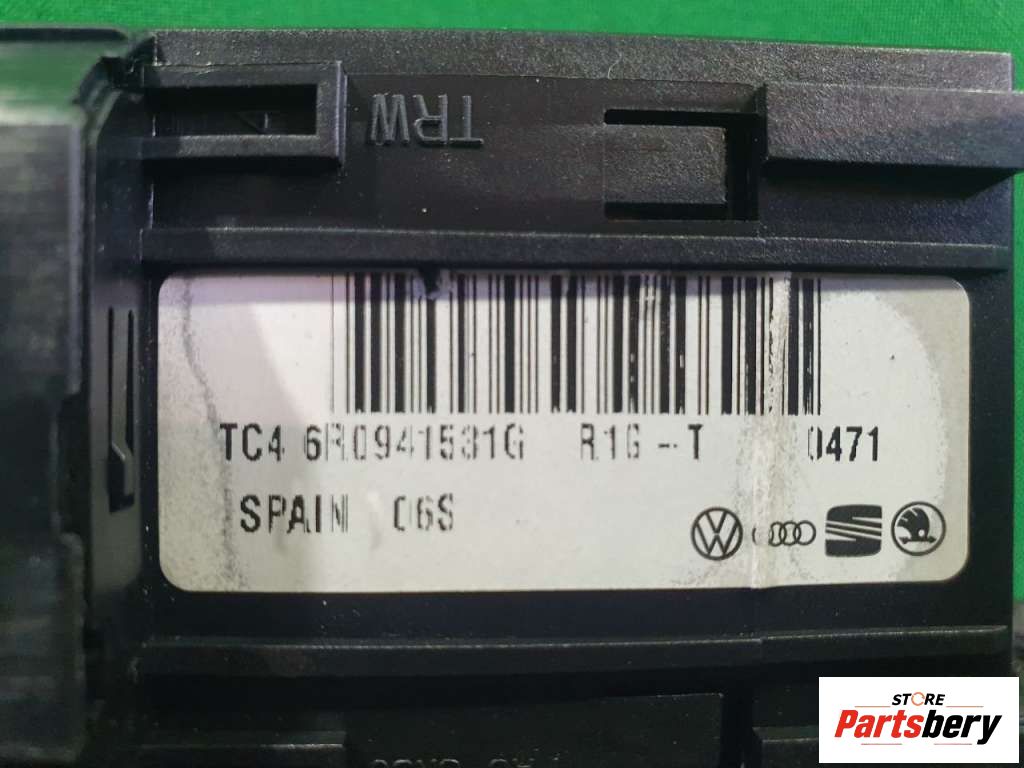 TRW
TC4 6R0941531G R1G-T 0471
SPAIN 06S
STORE
Partsbery